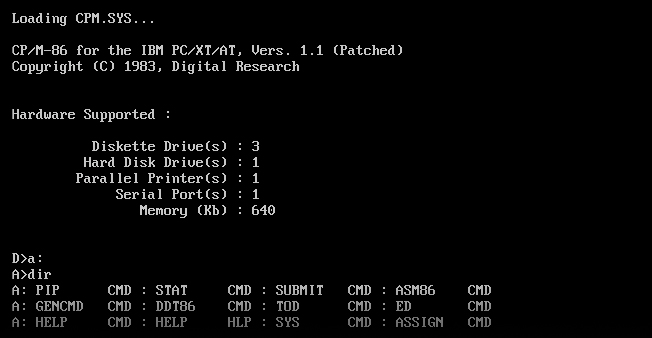 Loading CPM.SYS...
CP/M-86 for the IBM PC/XT/AT, Vers. 1.1 (Patched)
Copyright (C) 1983, Digital Research
Hardware Supported :
Diskette Drive(s) : 3
Hard Disk Drive(s) : 1
Parallel Printer(s) : 1
Serial Port(s) : 1
Memory (Kb) : 640
D>a:
A>dir
A: PIP CMD : STAT CMD : SUBMIT CMD : ASM86 CMD
A: GENCMD CMD : DDT86 CMD : TOD CMD : ED CMD
A: HELP CMD : HELP HLP : SYS CMD : ASSIGN CMD